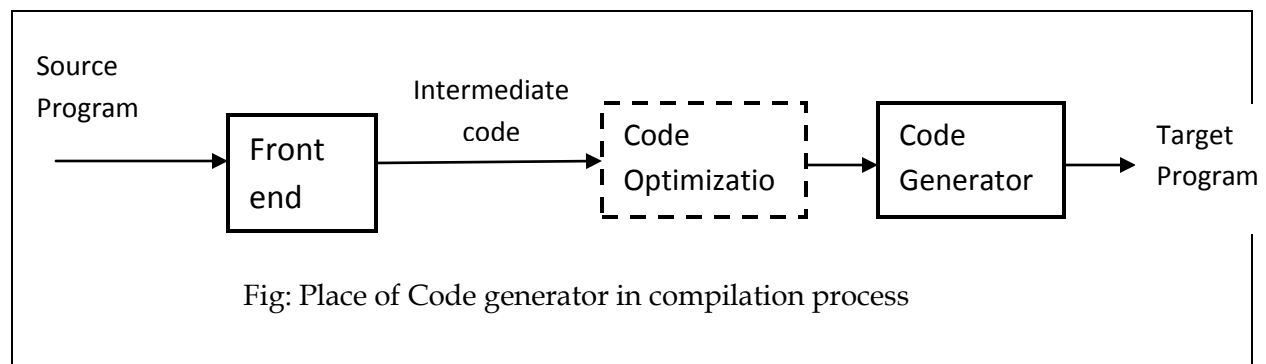 Source
Program
Front
end
Intermediate
code
Code
Optimizatio
Code
Generator
Target
Program
Fig: Place of Code generator in compilation process